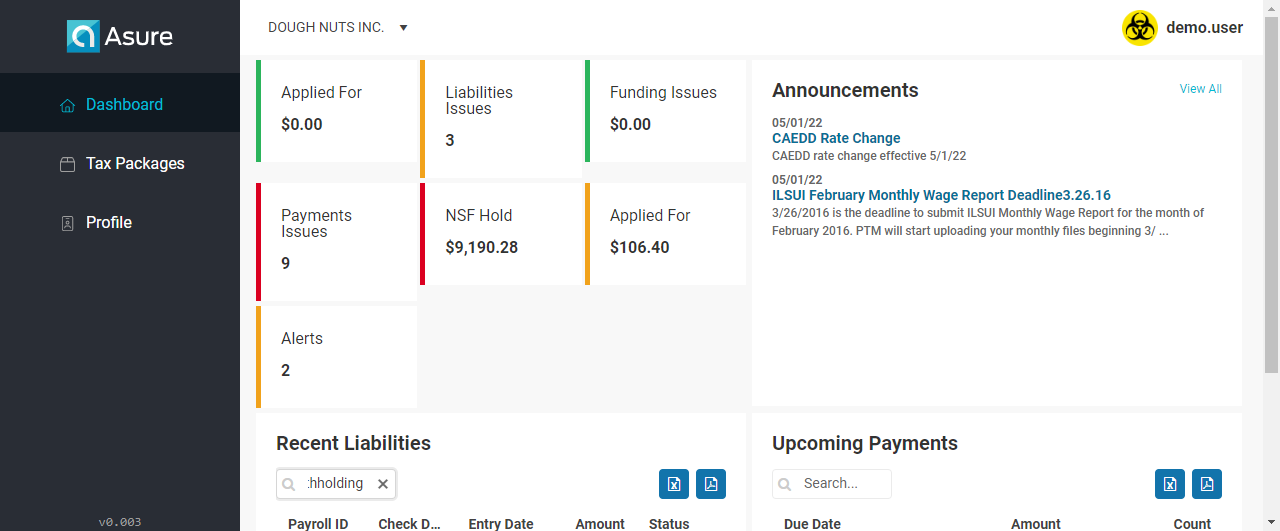 Asure
DOUGH NUTS INC.
demo.user
Dashboard
Tax Packages
Profile
v0.003
Applied For
$0.00
Liabilities
Issues
3
Funding Issues
$0.00
Payments
Issues
9
NSF Hold
$9,190.28
Applied For
$106.40
Alerts
2
Announcements
View All
05/01/22
CAEDD Rate Change
CAEDD rate change effective 5/1/22
05/01/22
ILSUI February Monthly Wage Report Deadline3.26.16
3/26/2016 is the deadline to submit ILSUI Monthly Wage Report for the month of
February 2016. PTM will start uploading your monthly files beginning 3/ ...
Recent Liabilities
hholding
Payroll ID Check D... Entry Date Amount Status
Upcoming Payments
Search...
Due Date Amount Count